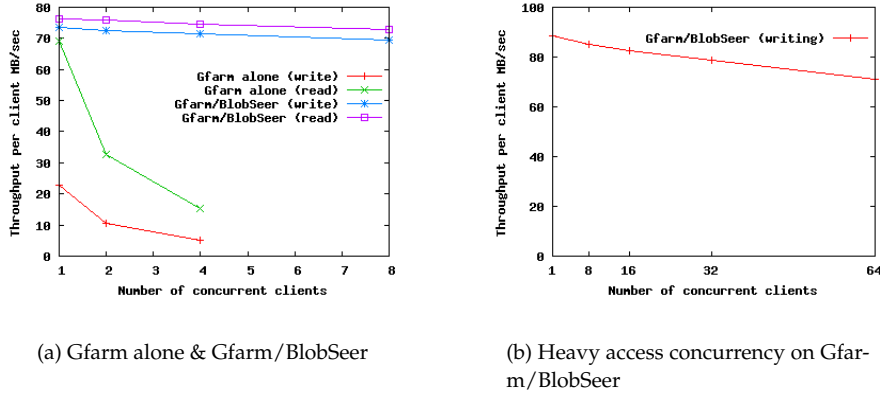 80
70
60
50
40
30
20
10
0
Throughput per client MB/sec
Gfarm alone (write)
Gfarm alone (read)
Gfarm/BlobSeer (write)
Gfarm/BlobSeer (read)
1 2 3 4 5 6 7 8
Number of concurrent clients
(a) Gfarm alone & Gfarm/BlobSeer
100
80
60
40
20
0
Throughput per client MB/sec
Gfarm/BlobSeer (writing)
1 8 16 32 64
Number of concurrent clients
(b) Heavy access concurrency on Gfar-
m/BlobSeer